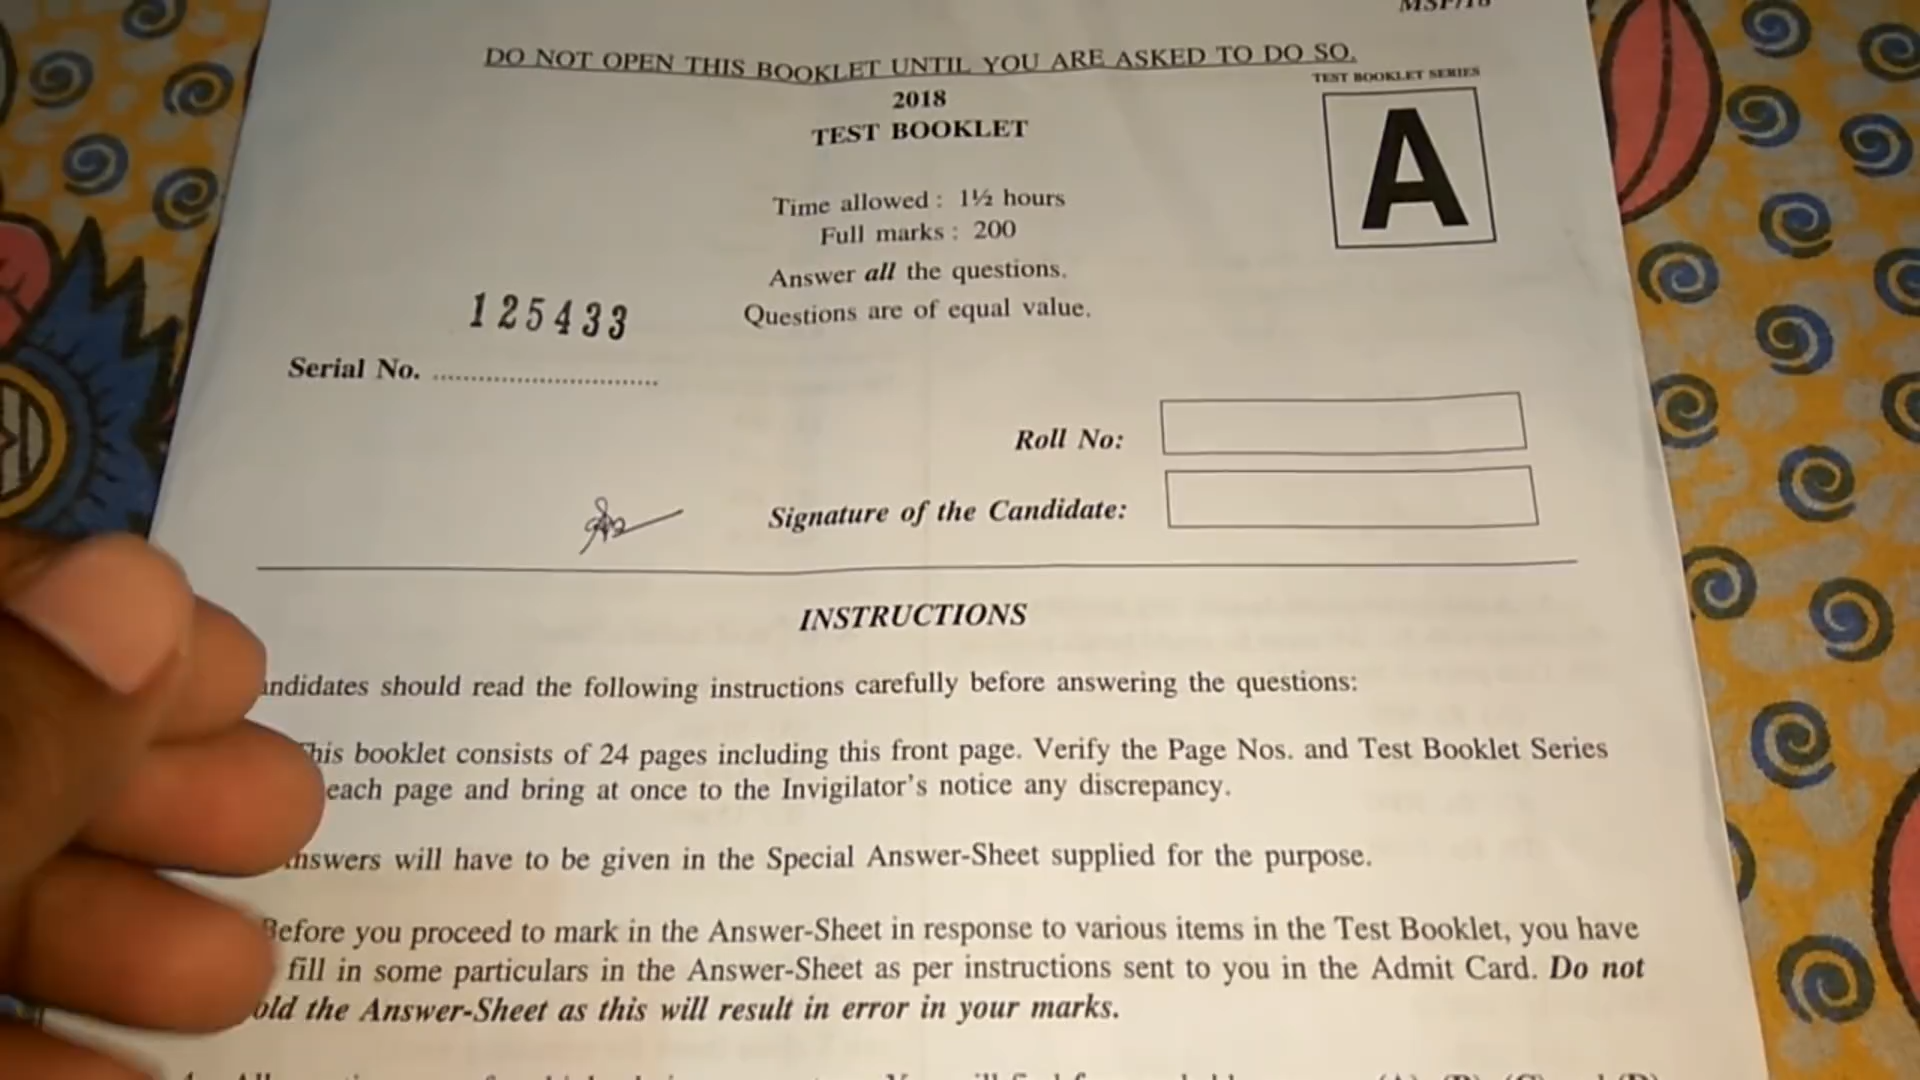 DO NOT OPEN THIS BOOKLET UNTIL YOU ARE ASKED TO DO SO.
TEST BOOKLET SERIES
A
2018
TEST BOOKLET
Time allowed : 1½ hours
Full marks : 200
Answer all the questions.
Questions are of equal value.
125433
Serial No. ..............................
Roll No:
Signature of the Candidate:
INSTRUCTIONS
ndidates should read the following instructions carefully before answering the questions:
his booklet consists of 24 pages including this front page. Verify the Page Nos. and Test Booklet Series
each page and bring at once to the Invigilator's notice any discrepancy.
nswers will have to be given in the Special Answer-Sheet supplied for the purpose.
Before you proceed to mark in the Answer-Sheet in response to various items in the Test Booklet, you have
fill in some particulars in the Answer-Sheet as per instructions sent to you in the Admit Card. Do not
old the Answer-Sheet as this will result in error in your marks.